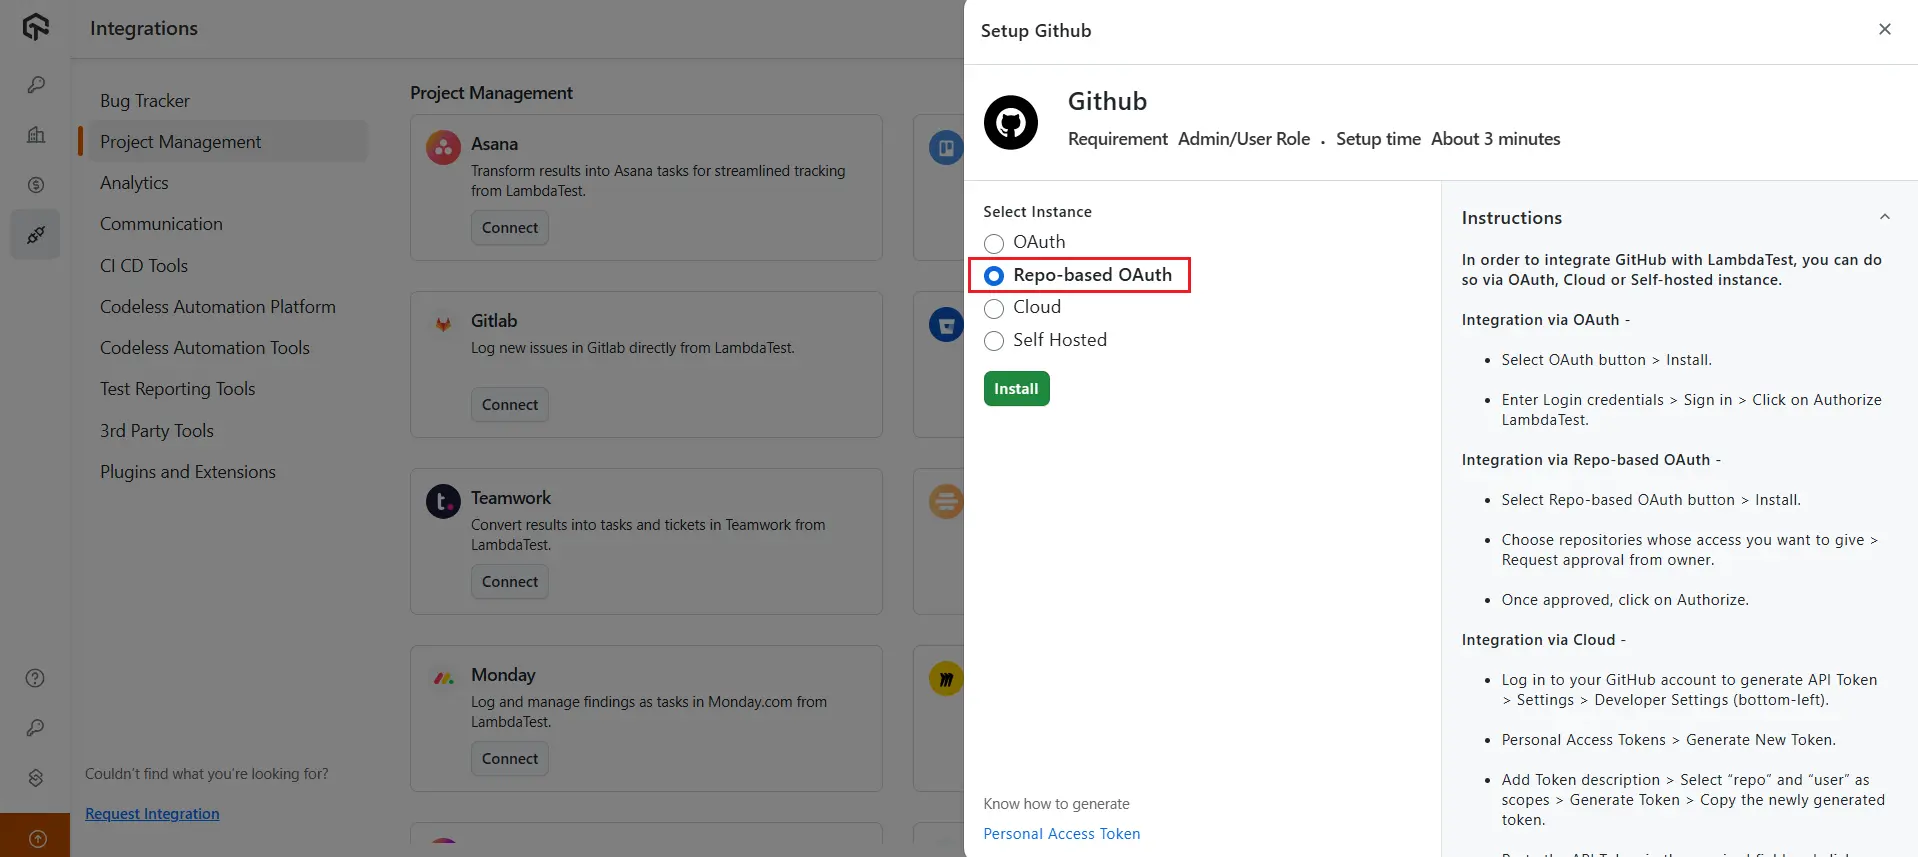 Integrations
Bug Tracker
Project Management
Analytics
Communication
CI CD Tools
Codeless Automation Platform
Codeless Automation Tools
Test Reporting Tools
3rd Party Tools
Plugins and Extensions
Couldn't find what you're looking for?
Request Integration
Project Management
Asana
Transform results into Asana tasks for streamlined tracking
from LambdaTest.
Connect
Gitlab
Log new issues in Gitlab directly from LambdaTest.
Connect
Teamwork
Convert results into tasks and tickets in Teamwork from
LambdaTest.
Connect
Monday
Log and manage findings as tasks in Monday.com from
LambdaTest.
Connect
Setup Github
Github
Requirement Admin/User Role . Setup time About 3 minutes
Select Instance
OAuth
Repo-based OAuth
Cloud
Self Hosted
Install
Know how to generate
Personal Access Token
Instructions
In order to integrate GitHub with LambdaTest, you can do
so via OAuth, Cloud or Self-hosted instance.
Integration via OAuth -
• Select OAuth button > Install.
• Enter Login credentials > Sign in > Click on Authorize
LambdaTest.
Integration via Repo-based OAuth -
• Select Repo-based OAuth button > Install.
• Choose repositories whose access you want to give >
Request approval from owner.
• Once approved, click on Authorize.
Integration via Cloud -
• Log in to your GitHub account to generate API Token
> Settings > Developer Settings (bottom-left).
• Personal Access Tokens > Generate New Token.
• Add Token description > Select “repo” and “user” as
scopes > Generate Token > Copy the newly generated
token.